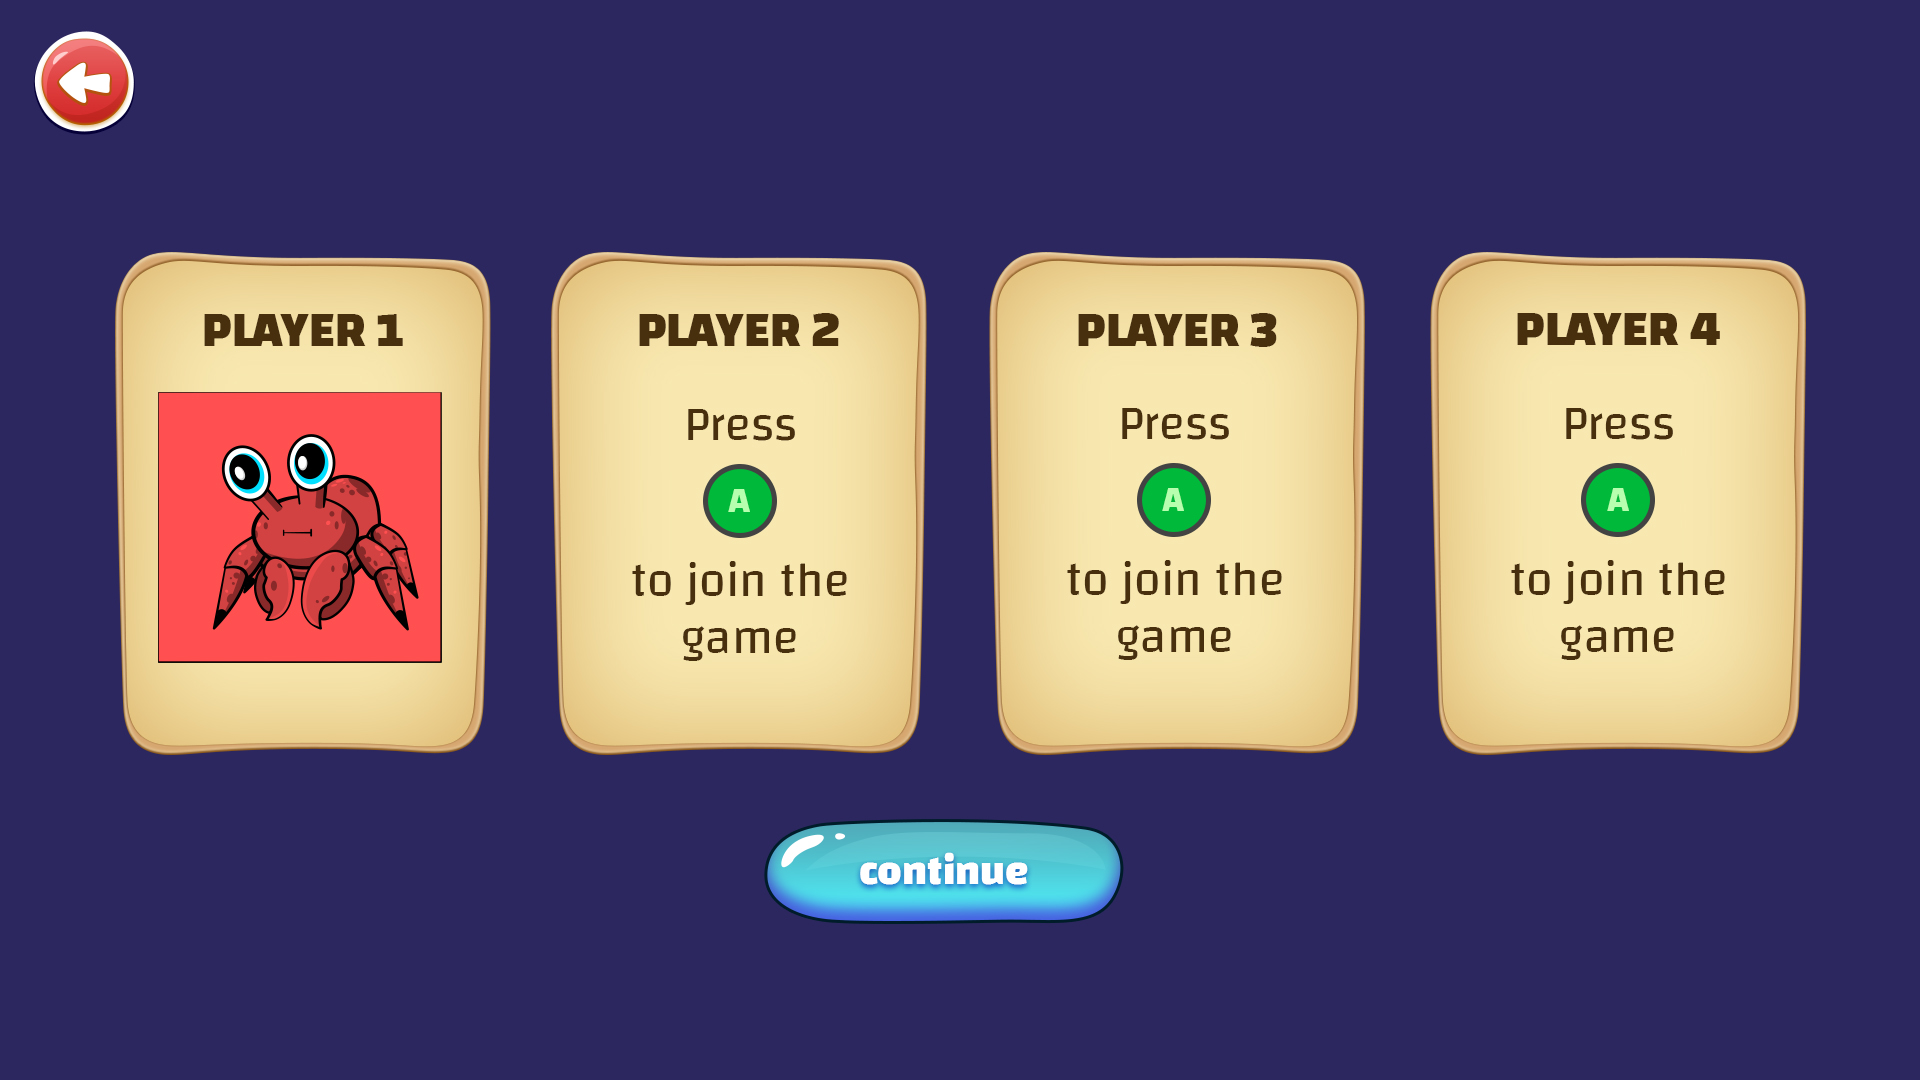 PLAYER 1
PLAYER 2
Press
A
to join the
game
PLAYER 3
Press
A
to join the
game
PLAYER 4
Press
A
to join the
game
continue